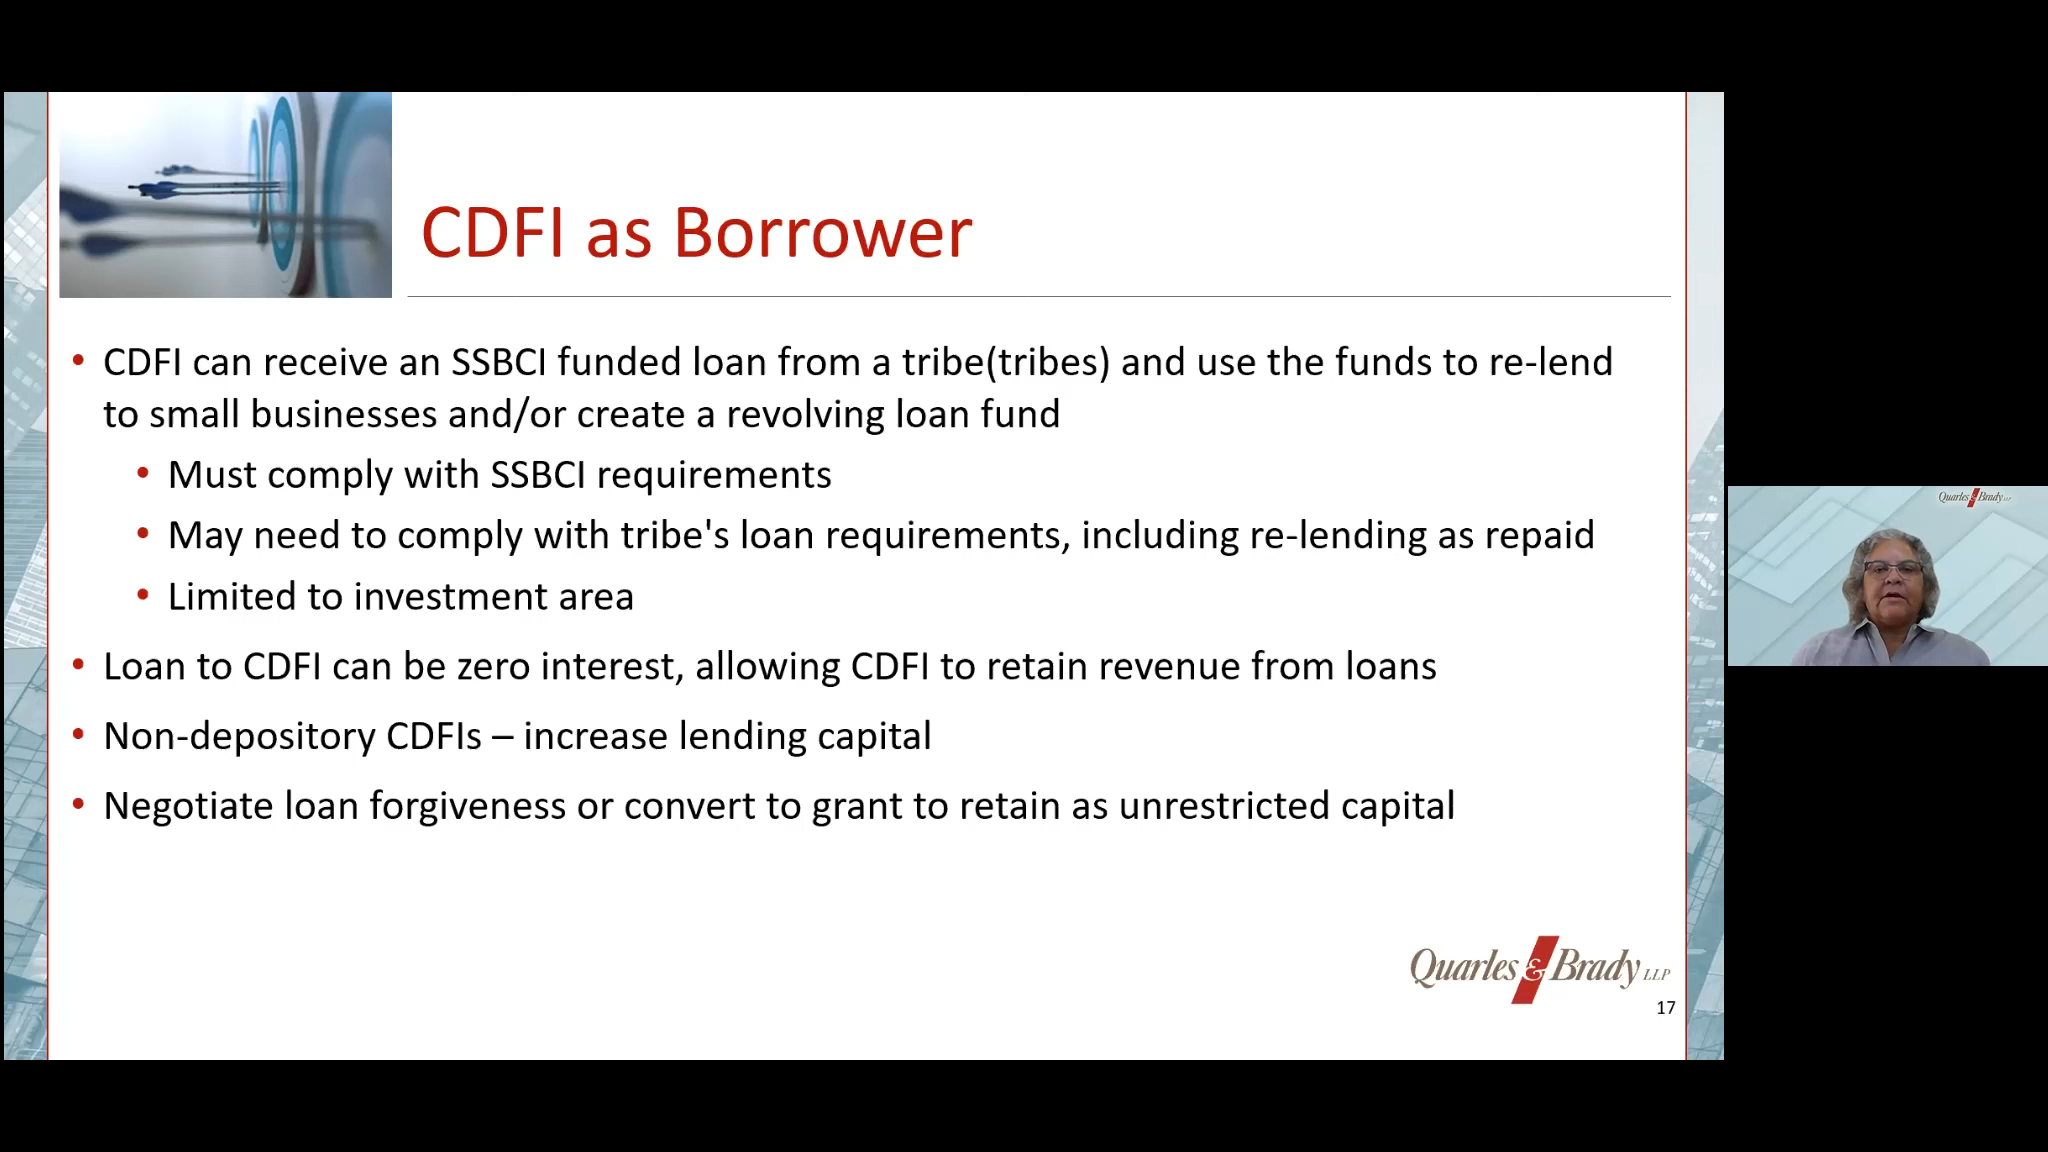 CDFI as Borrower
• CDFI can receive an SSBCI funded loan from a tribe(tribes) and use the funds to re-lend
to small businesses and/or create a revolving loan fund
• Must comply with SSBCI requirements
• May need to comply with tribe's loan requirements, including re-lending as repaid
• Limited to investment area
• Loan to CDFI can be zero interest, allowing CDFI to retain revenue from loans
• Non-depository CDFIs – increase lending capital
• Negotiate loan forgiveness or convert to grant to retain as unrestricted capital
Quarles & Brady LLP
17
Quarles & Brady LLP